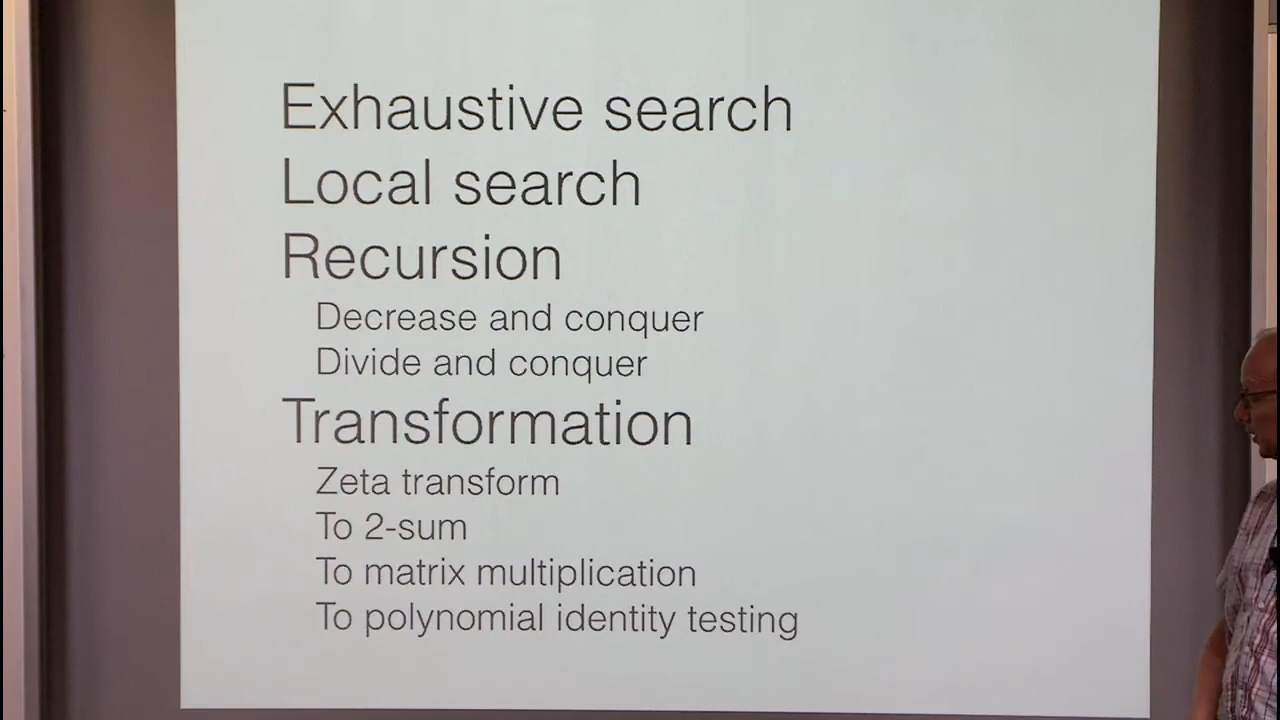 Exhaustive search
Local search
Recursion
Decrease and conquer
Divide and conquer
Transformation
Zeta transform
To 2-sum
To matrix multiplication
To polynomial identity testing